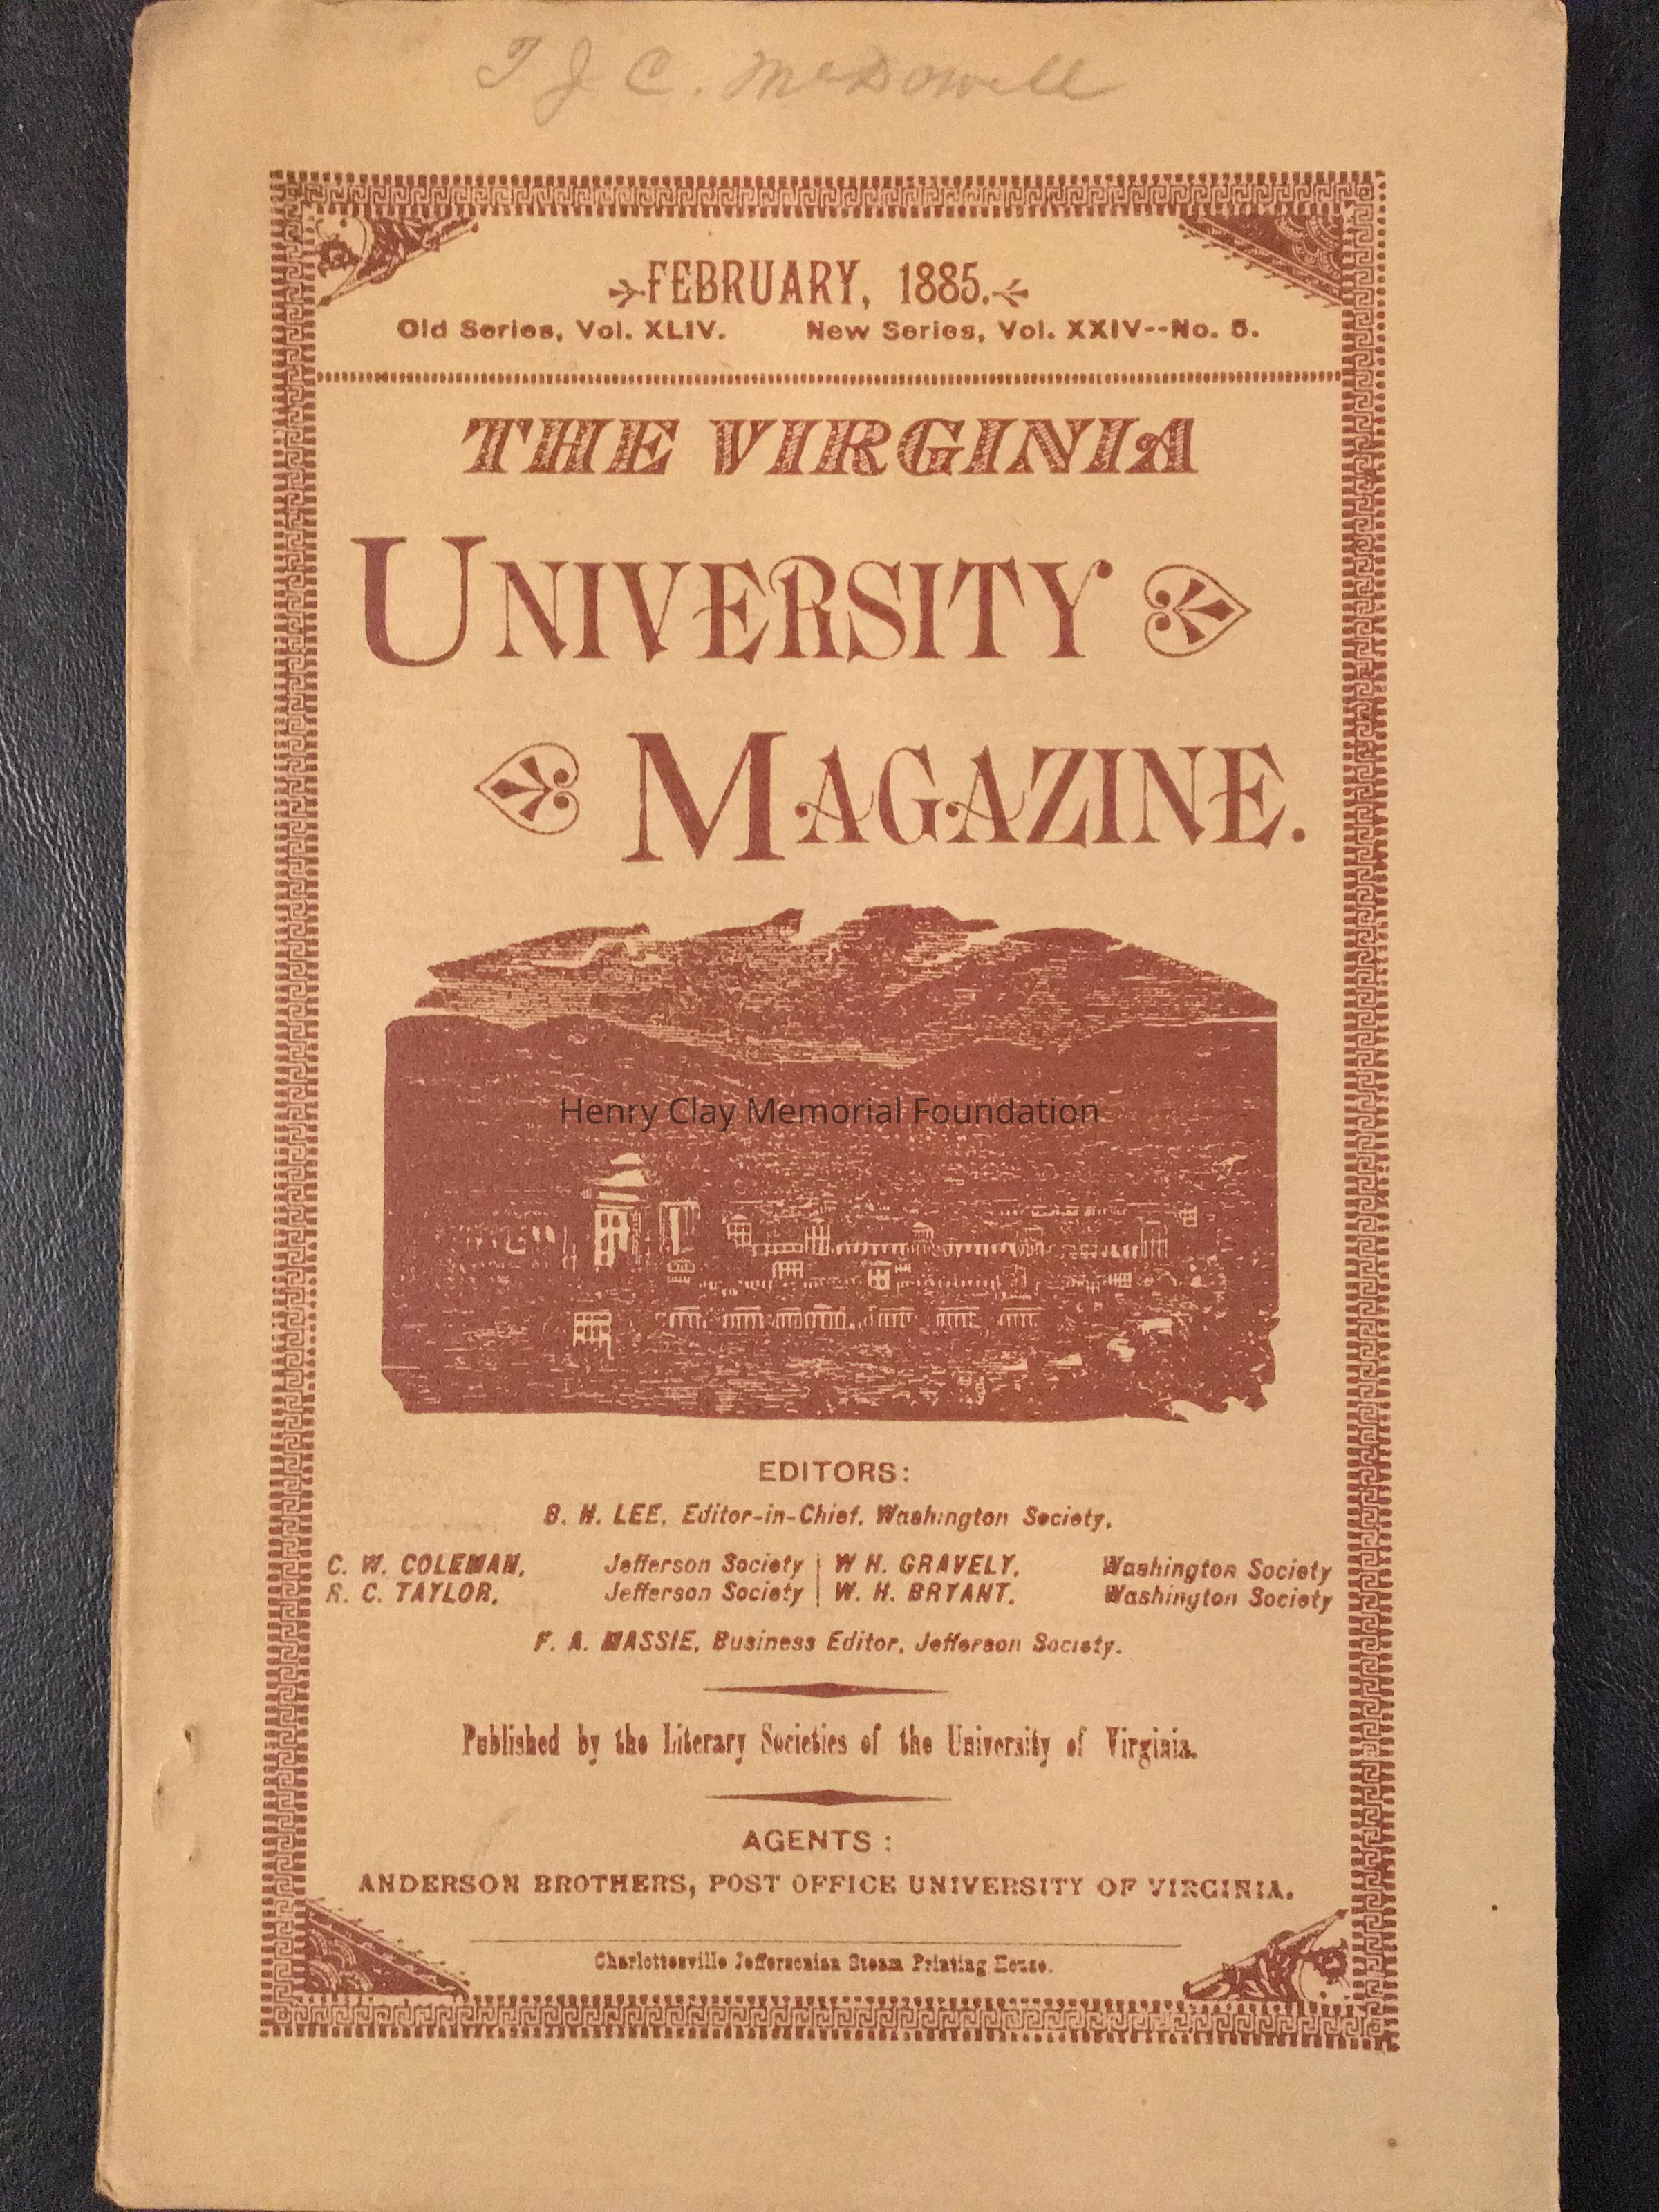 T J C. McDowell
FEBRUARY, 1885.
Old Series, Vol. XLIV. New Series, Vol. XXIV--No. 5.
THE VIRGINIA
UNIVERSITY
MAGAZINE.
Henry Clay Memorial Foundation
EDITORS:
B. H. LEE, Editor-in-Chief, Washington Society,
C. W. COLEMAN, Jefferson Society | W H. GRAVELY, Washington Society
R. C. TAYLOR, Jefferson Society | W. H. BRYANT, Washington Society
F. A. MASSIE, Business Editor, Jefferson Society.
Published by the Literary Societies of the University of Virginia.
AGENTS:
ANDERSON BROTHERS, POST OFFICE UNIVERSITY OF VIRGINIA.
Charlottesville Jeffersonian Steam Printing House.